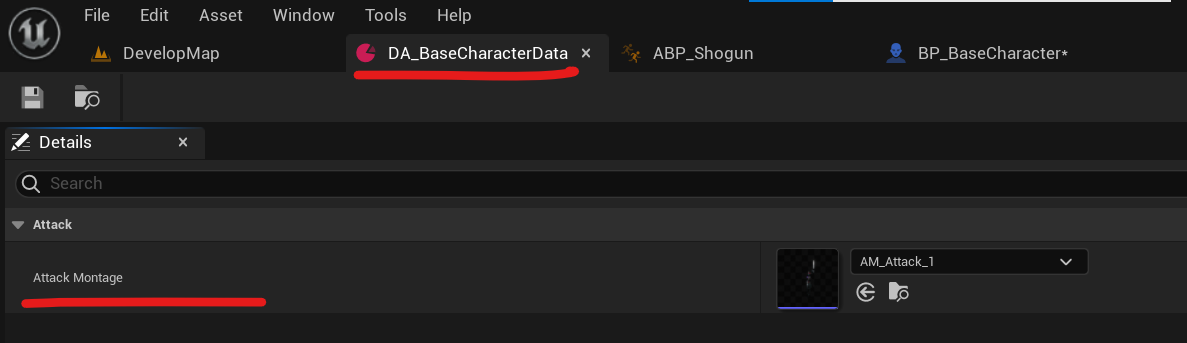 File Edit Asset Window Tools Help
DevelopMap DA_BaseCharacterData × ABP_Shogun BP_BaseCharacter*
Details ×
Search
Attack
Attack Montage AM_Attack_1